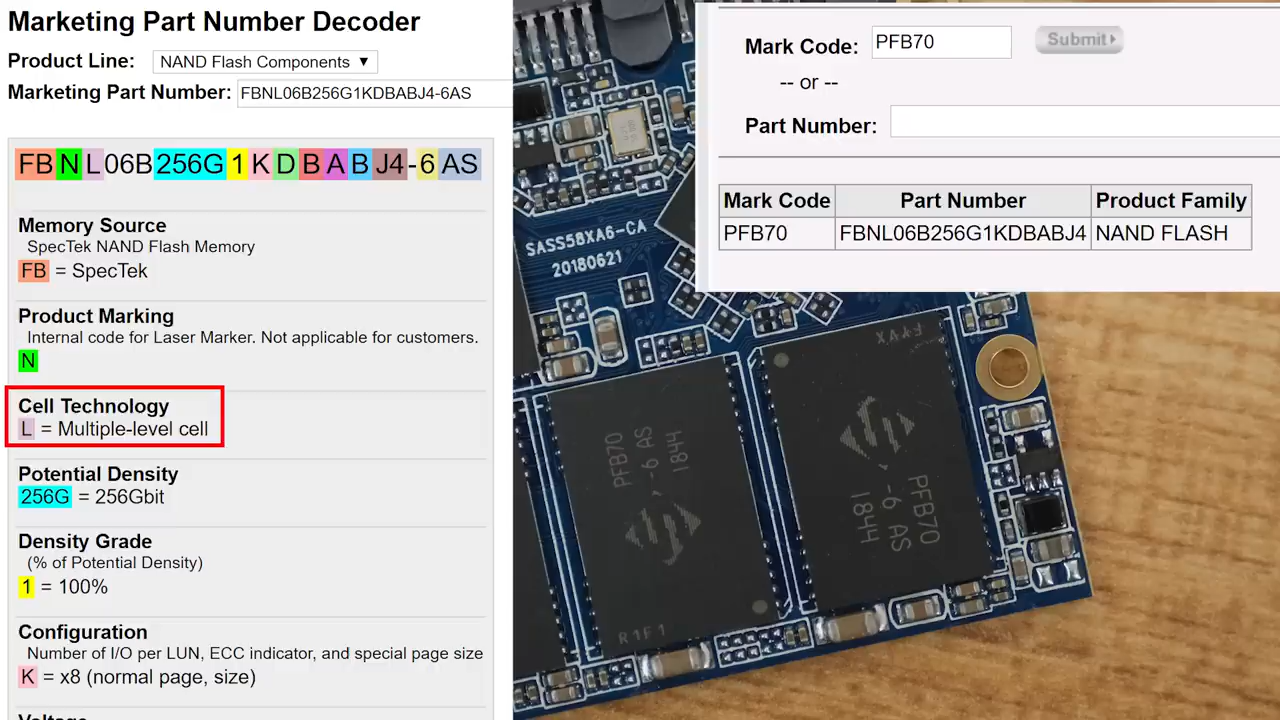 Marketing Part Number Decoder
Product Line: NAND Flash Components ▼
Marketing Part Number: FBNL06B256G1KDBABJ4-6AS
FBNL06B256G1KDBABJ4-6AS
Memory Source
SpecTek NAND Flash Memory
FB = SpecTek
Product Marking
Internal code for Laser Marker. Not applicable for customers.
N
Cell Technology
L = Multiple-level cell
Potential Density
256G = 256Gbit
Density Grade
(% of Potential Density)
1 = 100%
Configuration
Number of I/O per LUN, ECC indicator, and special page size
K = x8 (normal page, size)
Voltage
Mark Code: PFB70
Submit
-- or --
Part Number:
Mark Code Part Number Product Family
PFB70 FBNL06B256G1KDBABJ4 NAND FLASH
SASS58XA6-CA
20180621
PFB70
-6 AS
1844
R1F1
PFB70
-6 AS
1844